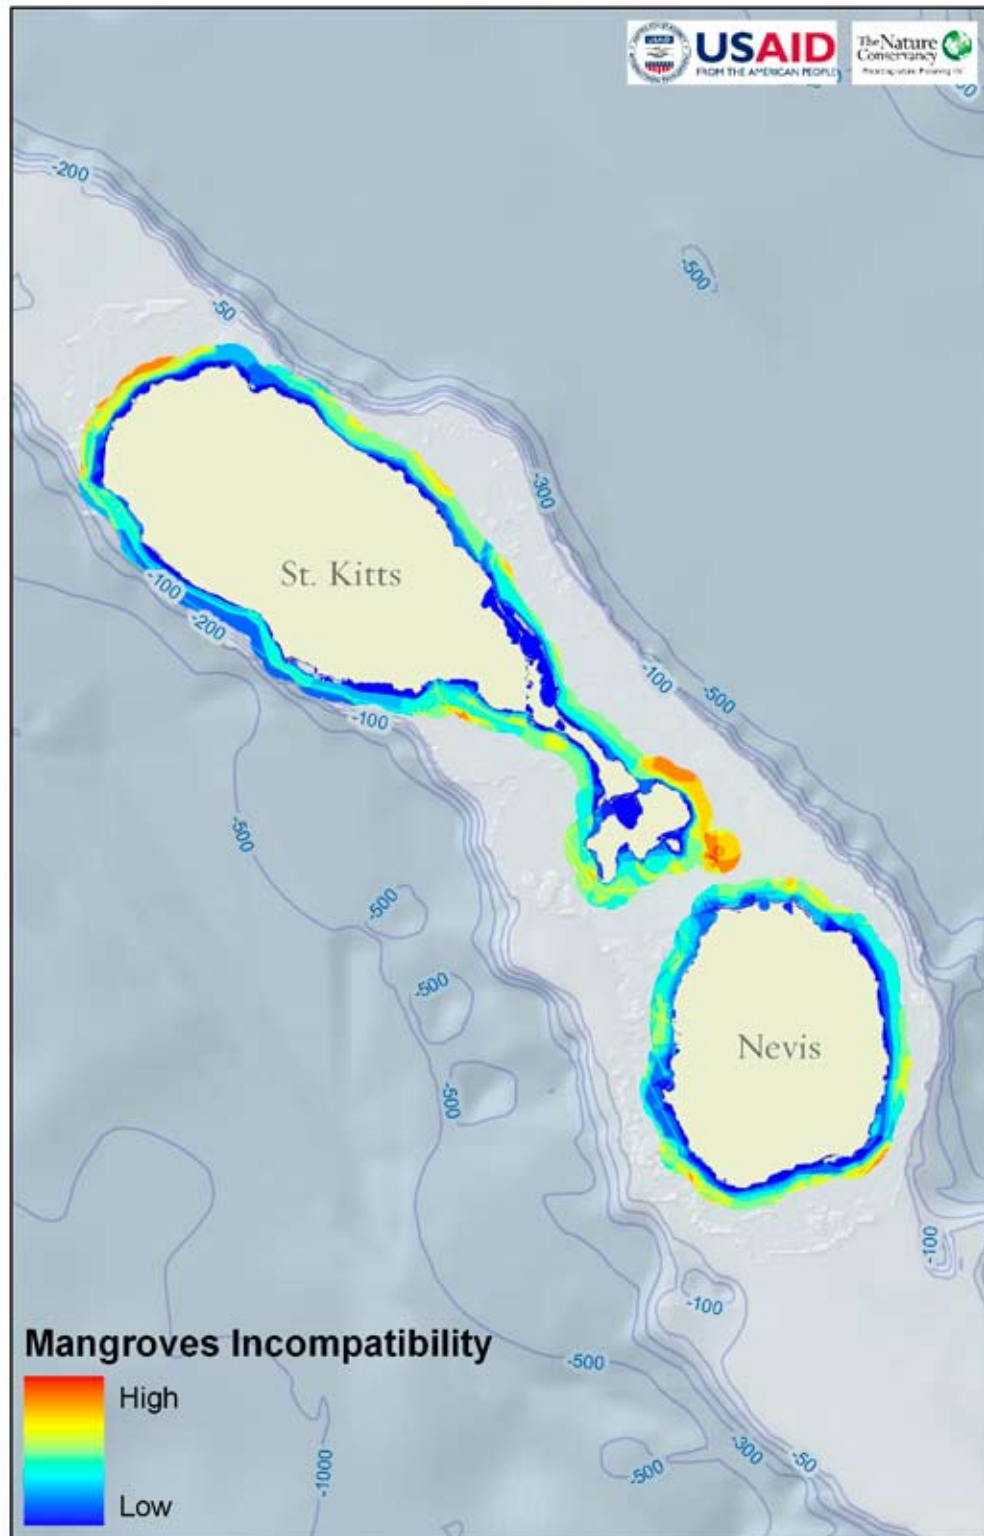 USAID
FROM THE AMERICAN PEOPLE
The Nature
Conservancy
-200
-500
-50
-300
St. Kitts
-100
-200
-100
-500
-100
-500
-500
-500
Nevis
-500
-100
-100
Mangroves Incompatibility
-500
High
-300
-50
-500
-1000
Low